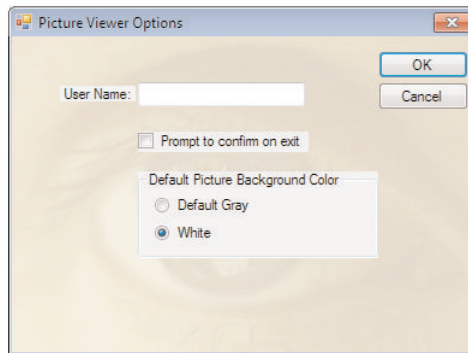 Picture Viewer Options
OK
User Name:
Cancel
Prompt to confirm on exit
Default Picture Background Color
Default Gray
White